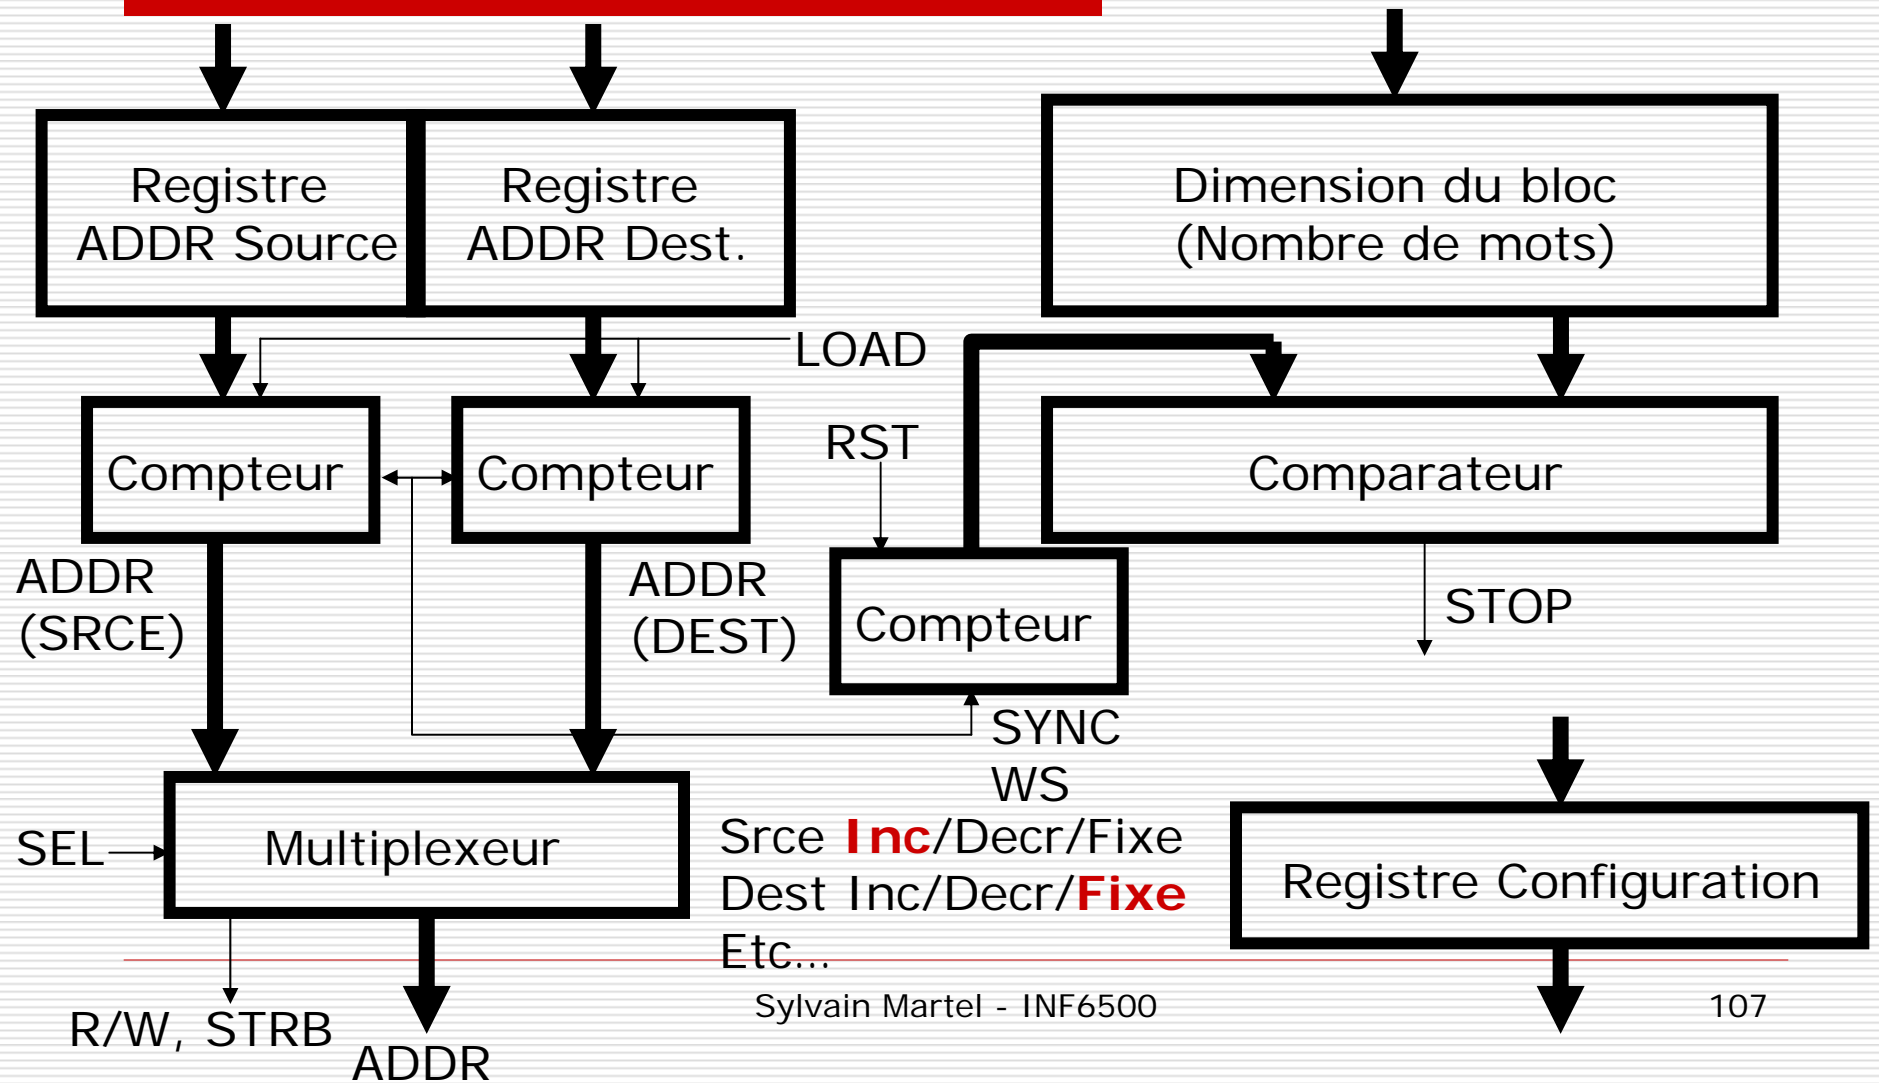 Registre
ADDR Source
Registre
ADDR Dest.
Dimension du bloc
(Nombre de mots)
LOAD
Compteur
Compteur
RST
Comparateur
ADDR
(SRCE)
ADDR
(DEST)
Compteur
STOP
SYNC
WS
SEL
Multiplexeur
Srce Inc/Decr/Fixe
Dest Inc/Decr/Fixe
Etc...
Registre Configuration
R/W, STRB
ADDR
Sylvain Martel - INF6500
107